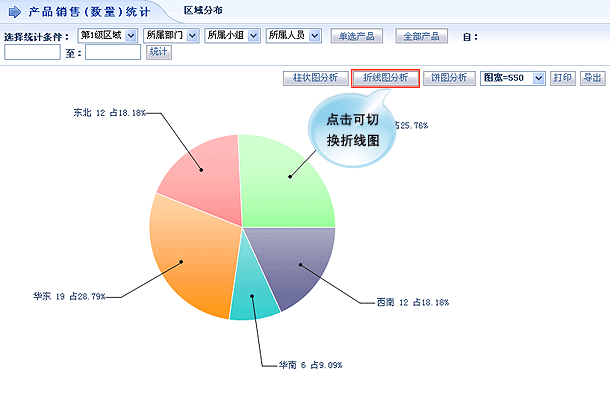 产品销售(数量)统计 区域分布
选择统计条件： 第1级区域 所属部门 所属小组 所属人员 单选产品 全部产品 自：
至： 统计
柱状图分析 折线图分析 饼图分析 图宽=550 打印 导出
点击可切
换折线图
东北 12 占18.18%
占25.76%
华东 19 占28.79%
西南 12 占18.18%
华南 6 占9.09%